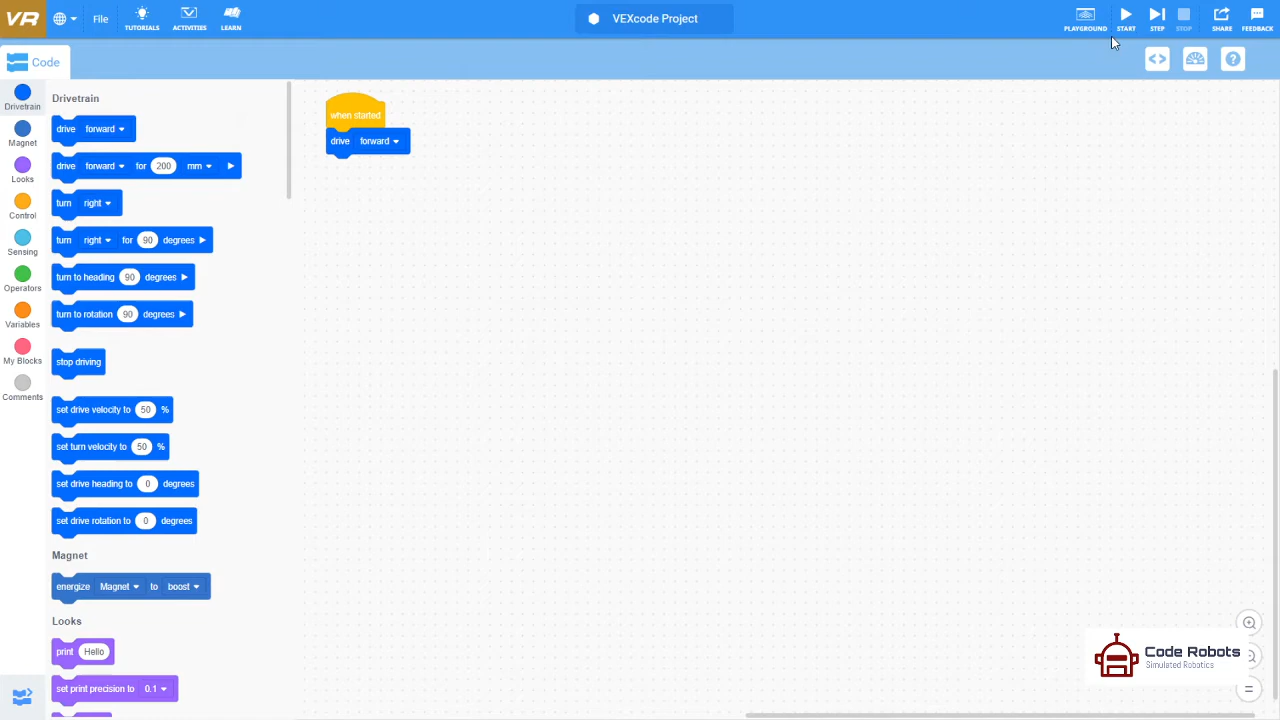 VR
File
TUTORIALS
ACTIVITIES
LEARN
VEXcode Project
PLAYGROUND
START
STEP
STOP
SHARE
FEEDBACK
Code
Drivetrain
Magnet
Looks
Control
Sensing
Operators
Variables
My Blocks
Comments
Drivetrain
drive forward
drive forward for 200 mm
turn right
turn right for 90 degrees
turn to heading 90 degrees
turn to rotation 90 degrees
stop driving
set drive velocity to 50 %
set turn velocity to 50 %
set drive heading to 0 degrees
set drive rotation to 0 degrees
Magnet
energize Magnet to boost
Looks
print Hello
set print precision to 0.1
when started
drive forward
Code Robots
Simulated Robotics